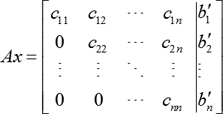 Ax = [ c₁₁ c₁₂ ⋯ c₁ₙ | b′₁
0 c₂₂ ⋯ c₂ₙ | b′₂
⋮ ⋮ ⋱ ⋮ | ⋮
0 0 ⋯ cₙₙ | b′ₙ ]